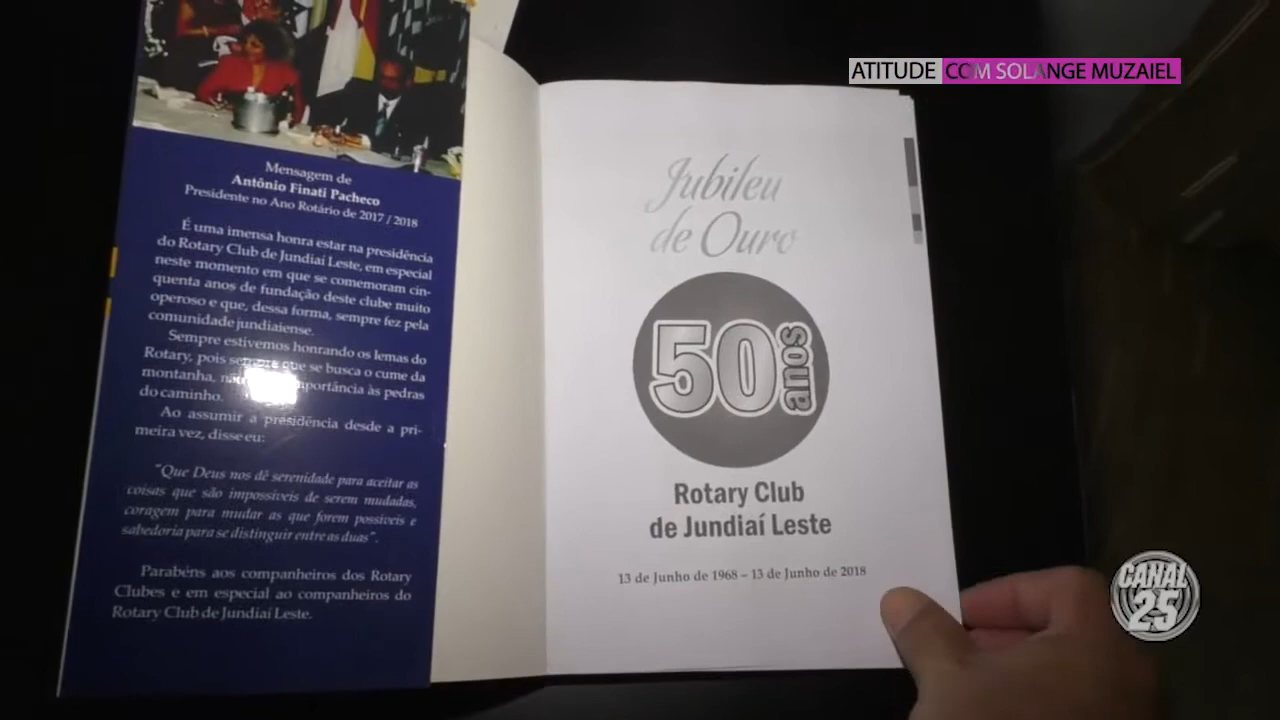 ATITUDE COM SOLANGE MUZAIEL
Mensagem de
Antônio Finati Pacheco
Presidente no Ano Rotário de 2017 / 2018
É uma imensa honra estar na presidência
do Rotary Club de Jundiaí Leste, em especial
neste momento em que se comemoram cin-
quenta anos de fundação deste clube muito
operoso e que, dessa forma, sempre fez pela
comunidade jundiaiense.
Sempre estivemos honrando os lemas do
Rotary, pois sempre que se busca o cume da
montanha, importância às pedras
do caminho.
Ao assumir a presidência desde a pri-
meira vez, disse eu:
"Que Deus nos dê serenidade para aceitar as
coisas que são impossíveis de serem mudadas,
coragem para mudar as que forem possíveis e
sabedoria para se distinguir entre as duas".
Parabéns aos companheiros dos Rotary
Clubes e em especial ao companheiros do
Rotary Club de Jundiaí Leste.
Jubileu
de Ouro
50 anos
Rotary Club
de Jundiaí Leste
13 de Junho de 1968 – 13 de Junho de 2018
CANAL
25